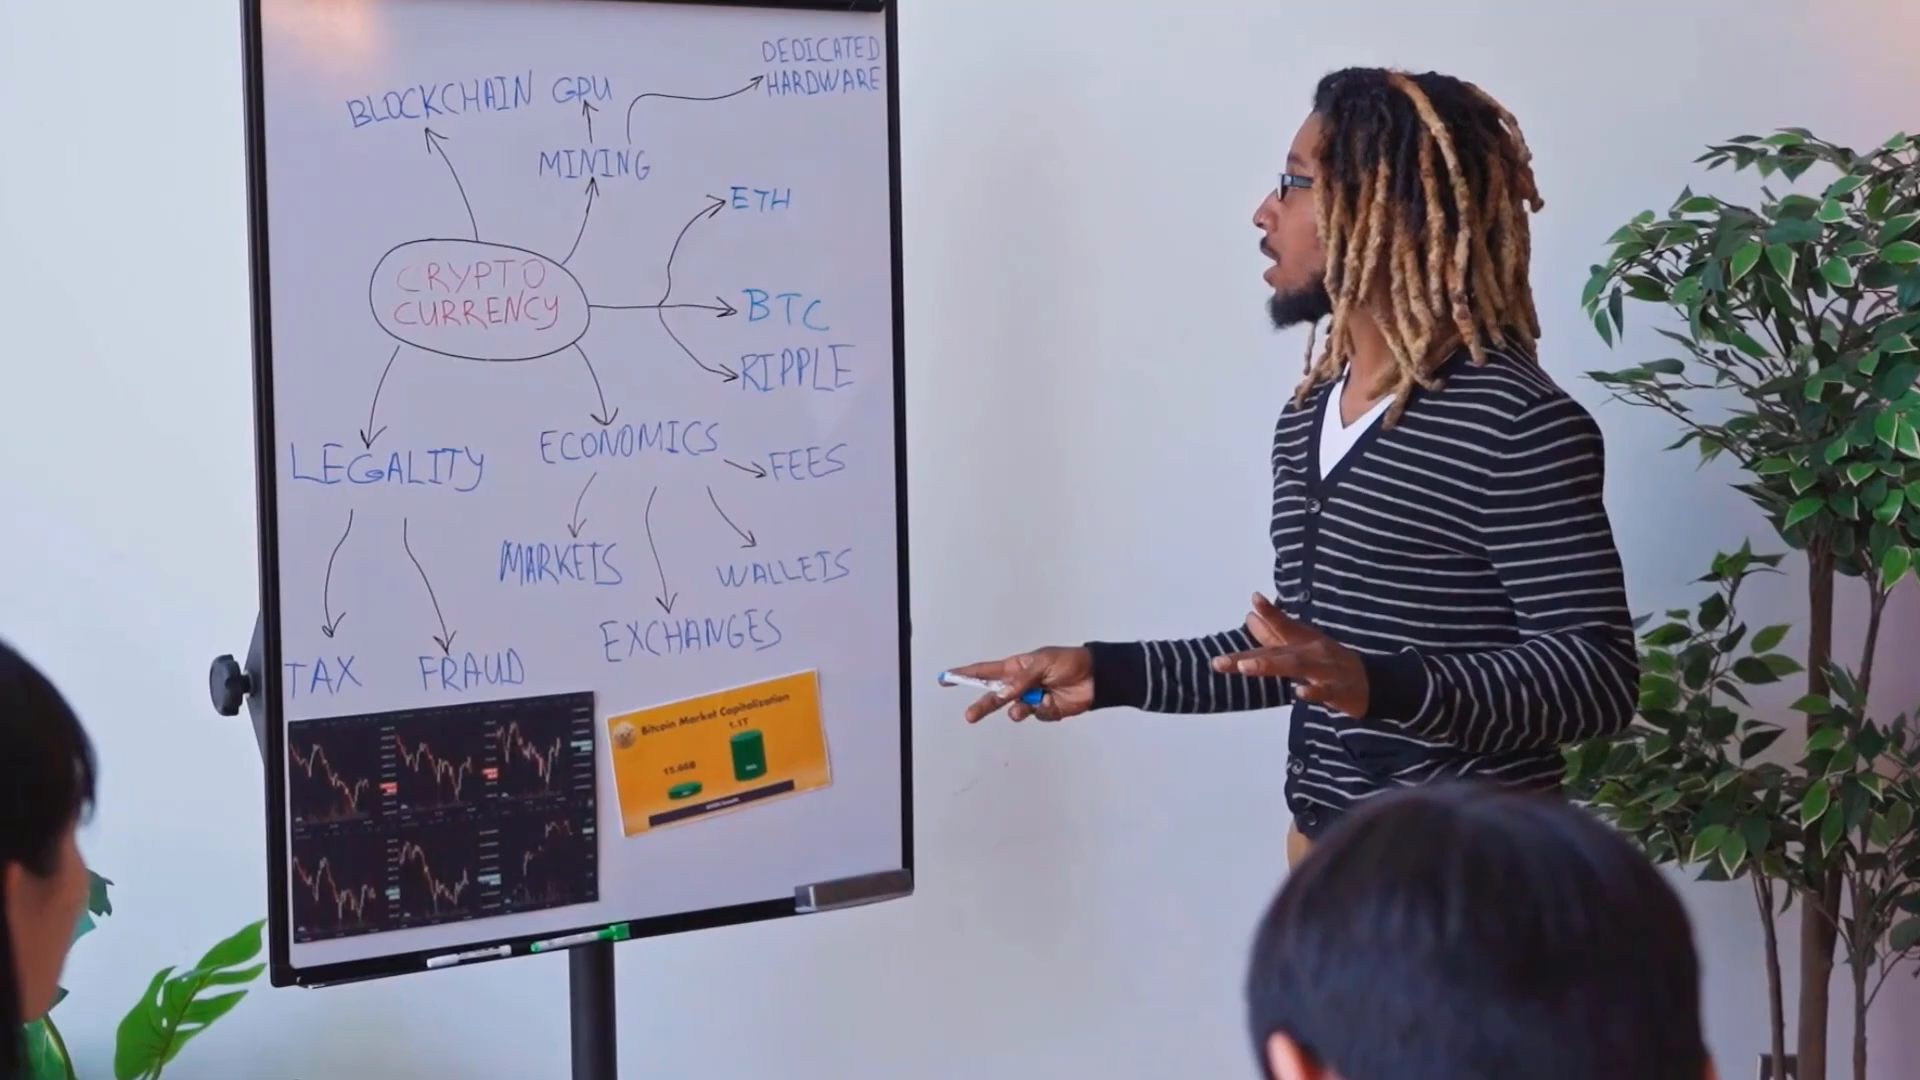 DEDICATED
HARDWARE
BLOCKCHAIN GPU
MINING
ETH
CRYPTO
CURRENCY
BTC
RIPPLE
LEGALITY
ECONOMICS
FEES
MARKETS
WALLETS
EXCHANGES
TAX
FRAUD
Bitcoin Market Capitalization
1.1T